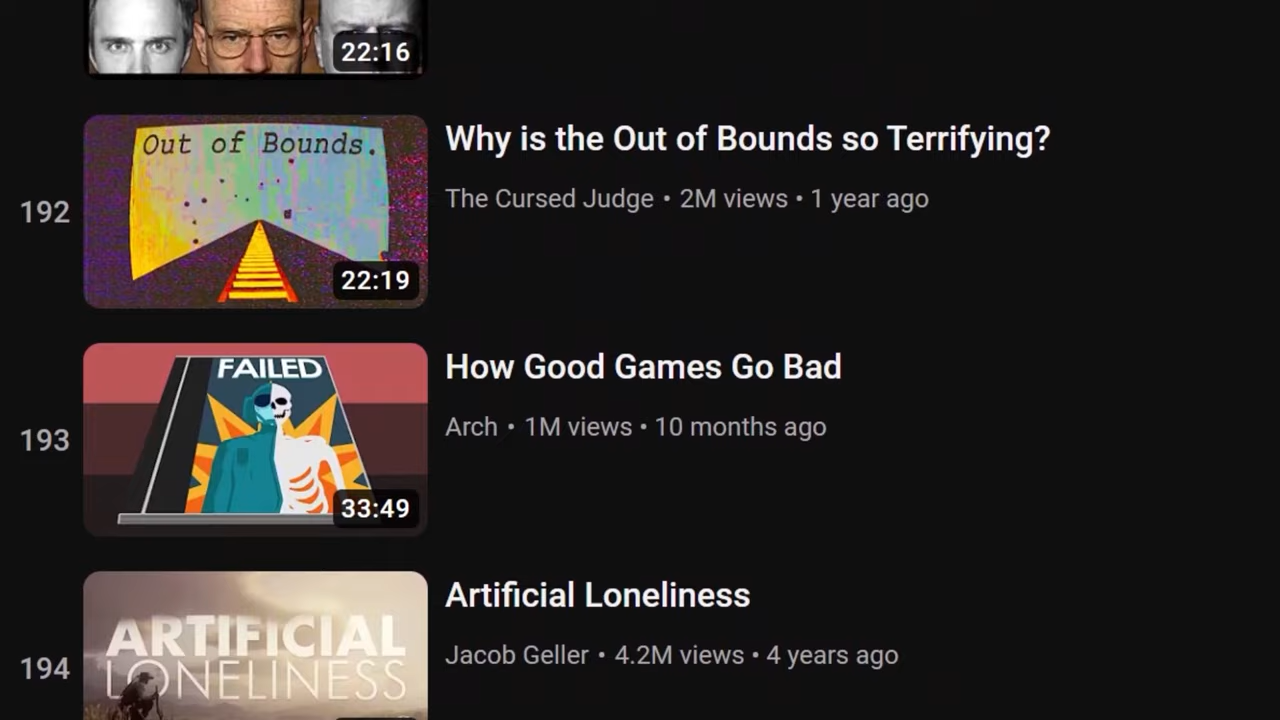 22:16
192
Out of Bounds.
22:19
Why is the Out of Bounds so Terrifying?
The Cursed Judge • 2M views • 1 year ago
193
FAILED
33:49
How Good Games Go Bad
Arch • 1M views • 10 months ago
194
ARTIFICIAL
LONELINESS
Artificial Loneliness
Jacob Geller • 4.2M views • 4 years ago